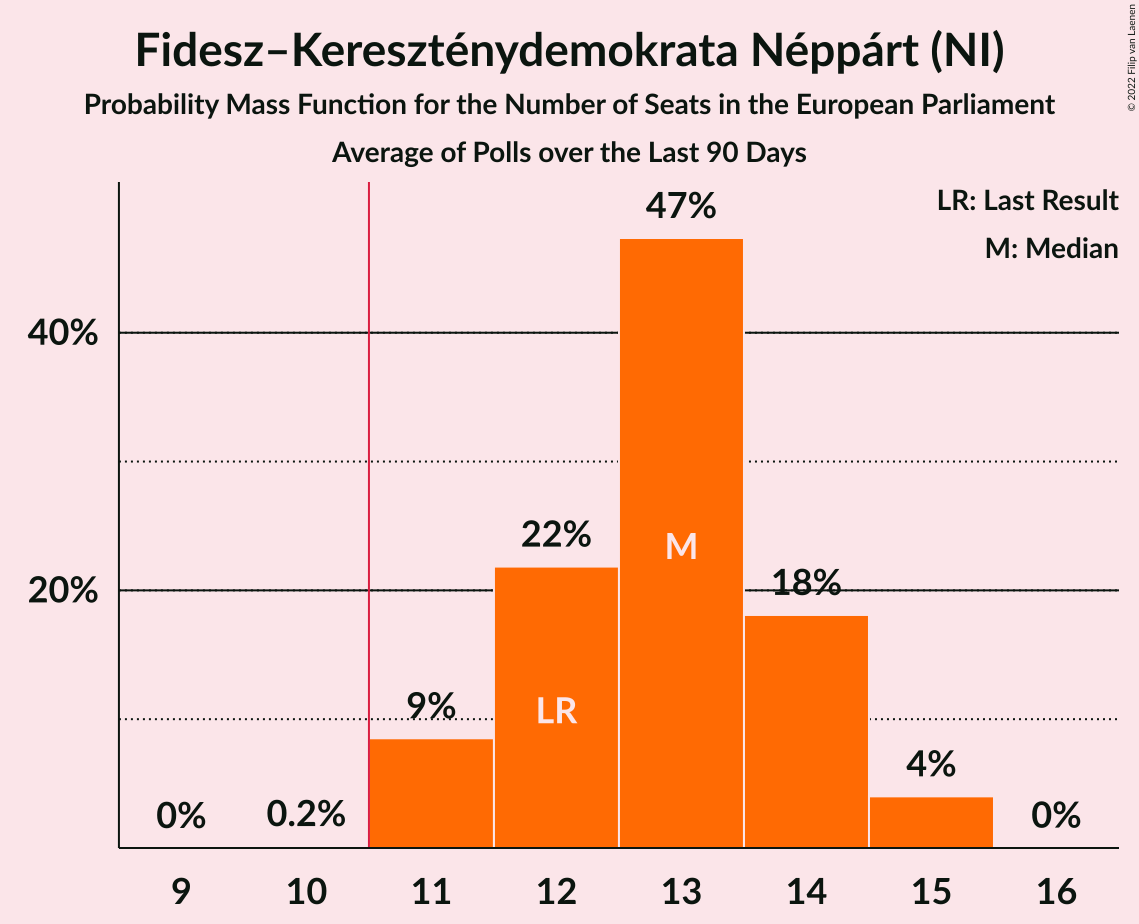 Fidesz–Kereszténydemokrata Néppárt (NI)
Probability Mass Function for the Number of Seats in the European Parliament
Average of Polls over the Last 90 Days
© 2022 Filip van Laenen
LR: Last Result
M: Median
47%
40%
22%
M
20%
18%
9%
LR
4%
0%
0.2%
0%
9 10 11 12 13 14 15 16